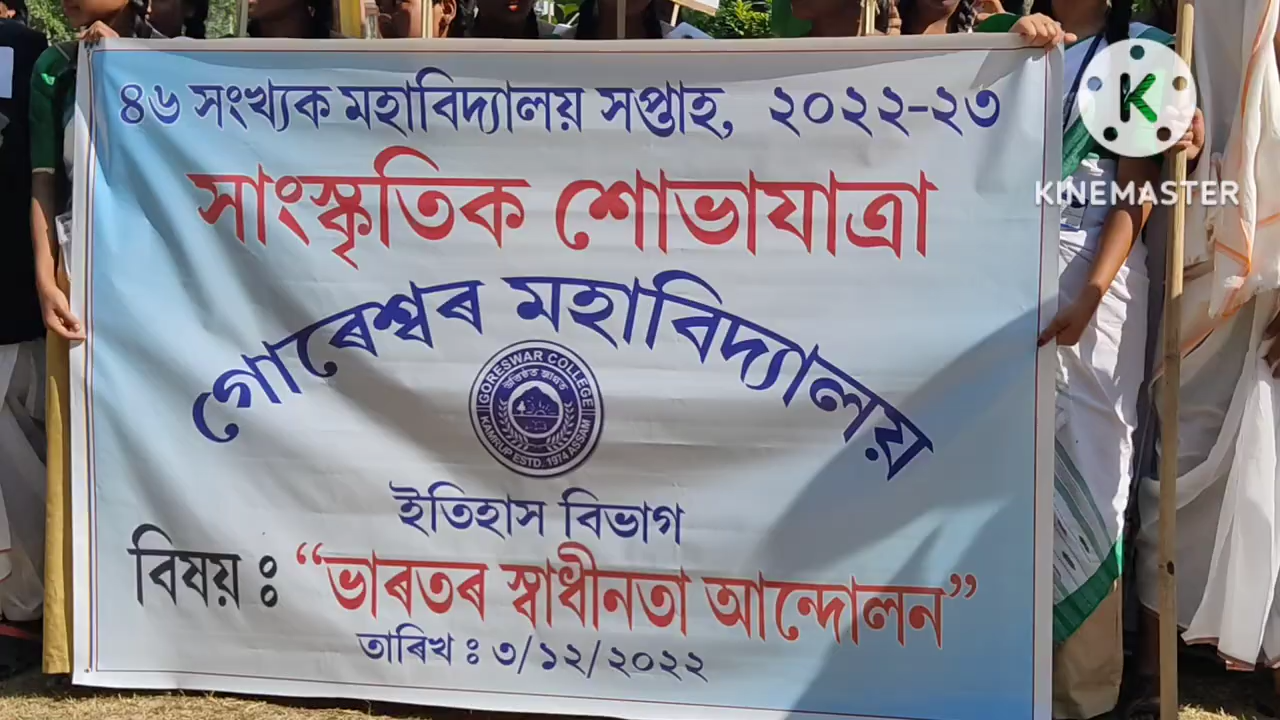 ৪৬ সংখ্যক মহাবিদ্যালয় সপ্তাহ, ২০২২-২৩
K
KINEMASTER
সাংস্কৃতিক শোভাযাত্ৰা
গোৰেশ্বৰ মহাবিদ্যালয়
GORESWAR COLLEGE
KAMRUP ESTD. 1974 ASSAM
ইতিহাস বিভাগ
বিষয় ঃ “ভাৰতৰ স্বাধীনতা আন্দোলন”
তাৰিখ ঃ ৩/১২/২০২২